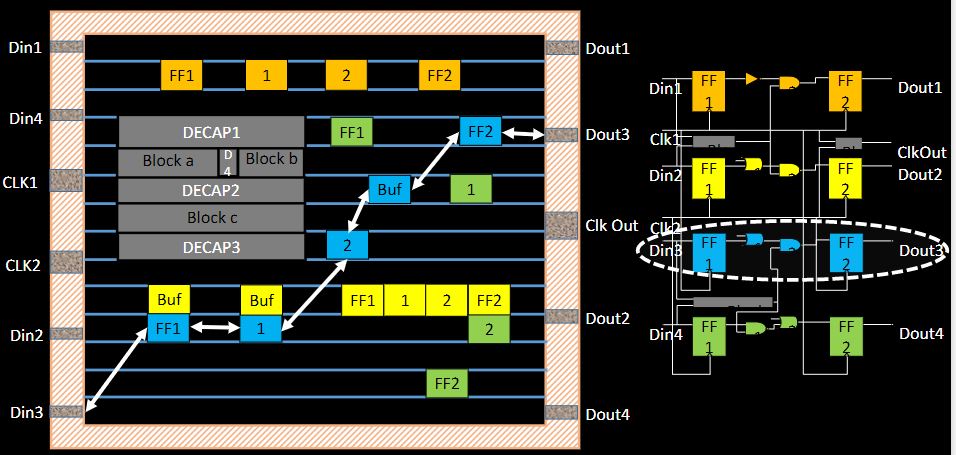 Din1
Dout1
FF1
1
2
FF2
Din4
DECAP1
FF1
FF2
Dout3
Block a
D
4
Block b
CLK1
DECAP2
Buf
1
Block c
Clk Out
DECAP3
2
CLK2
Buf
Buf
FF1
1
2
FF2
Din2
FF1
1
2
Dout2
FF2
Din3
Dout4
Din1
FF
1
FF
2
Dout1
Clk1
ClkOut
Din2
FF
1
FF
2
Dout2
Clk2
Din3
FF
1
FF
2
Dout3
Din4
FF
1
FF
2
Dout4